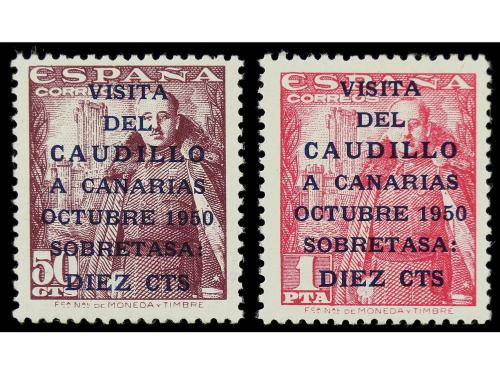 ESPAÑA
CORREOS
VISITA
DEL
CAUDILLO
A CANARIAS
OCTUBRE 1950
SOBRETASA:
DIEZ CTS
50
CTS
Fᶜᵃ Nᵃˡ DE MONEDA Y TIMBRE
ESPAÑA
CORREOS
VISITA
DEL
CAUDILLO
A CANARIAS
OCTUBRE 1950
SOBRETASA:
DIEZ CTS
1
PTA
Fᶜᵃ Nᵃˡ DE MONEDA Y TIMBRE